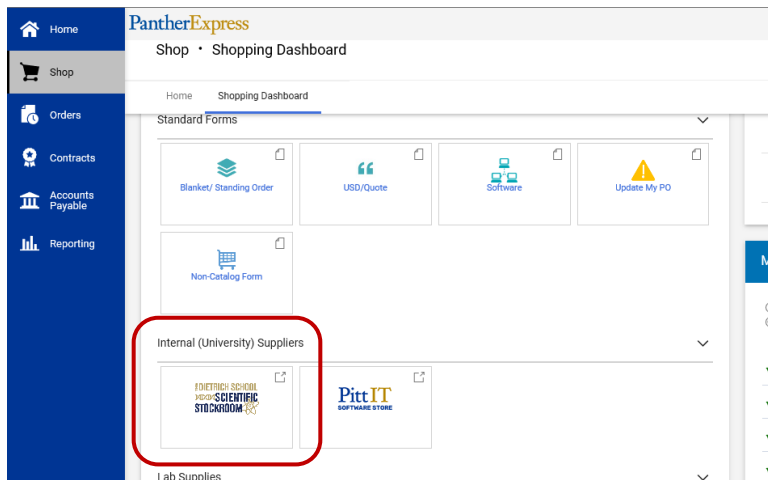 Home
Shop
Orders
Contracts
Accounts
Payable
Reporting
PantherExpress
Shop • Shopping Dashboard
Home Shopping Dashboard
Standard Forms
Blanket/ Standing Order
USD/Quote
Software
Update My PO
Non-Catalog Form
Internal (University) Suppliers
DIETRICH SCHOOL
SCIENTIFIC
STOCKROOM
Pitt IT
SOFTWARE STORE
Lab Supplies
M